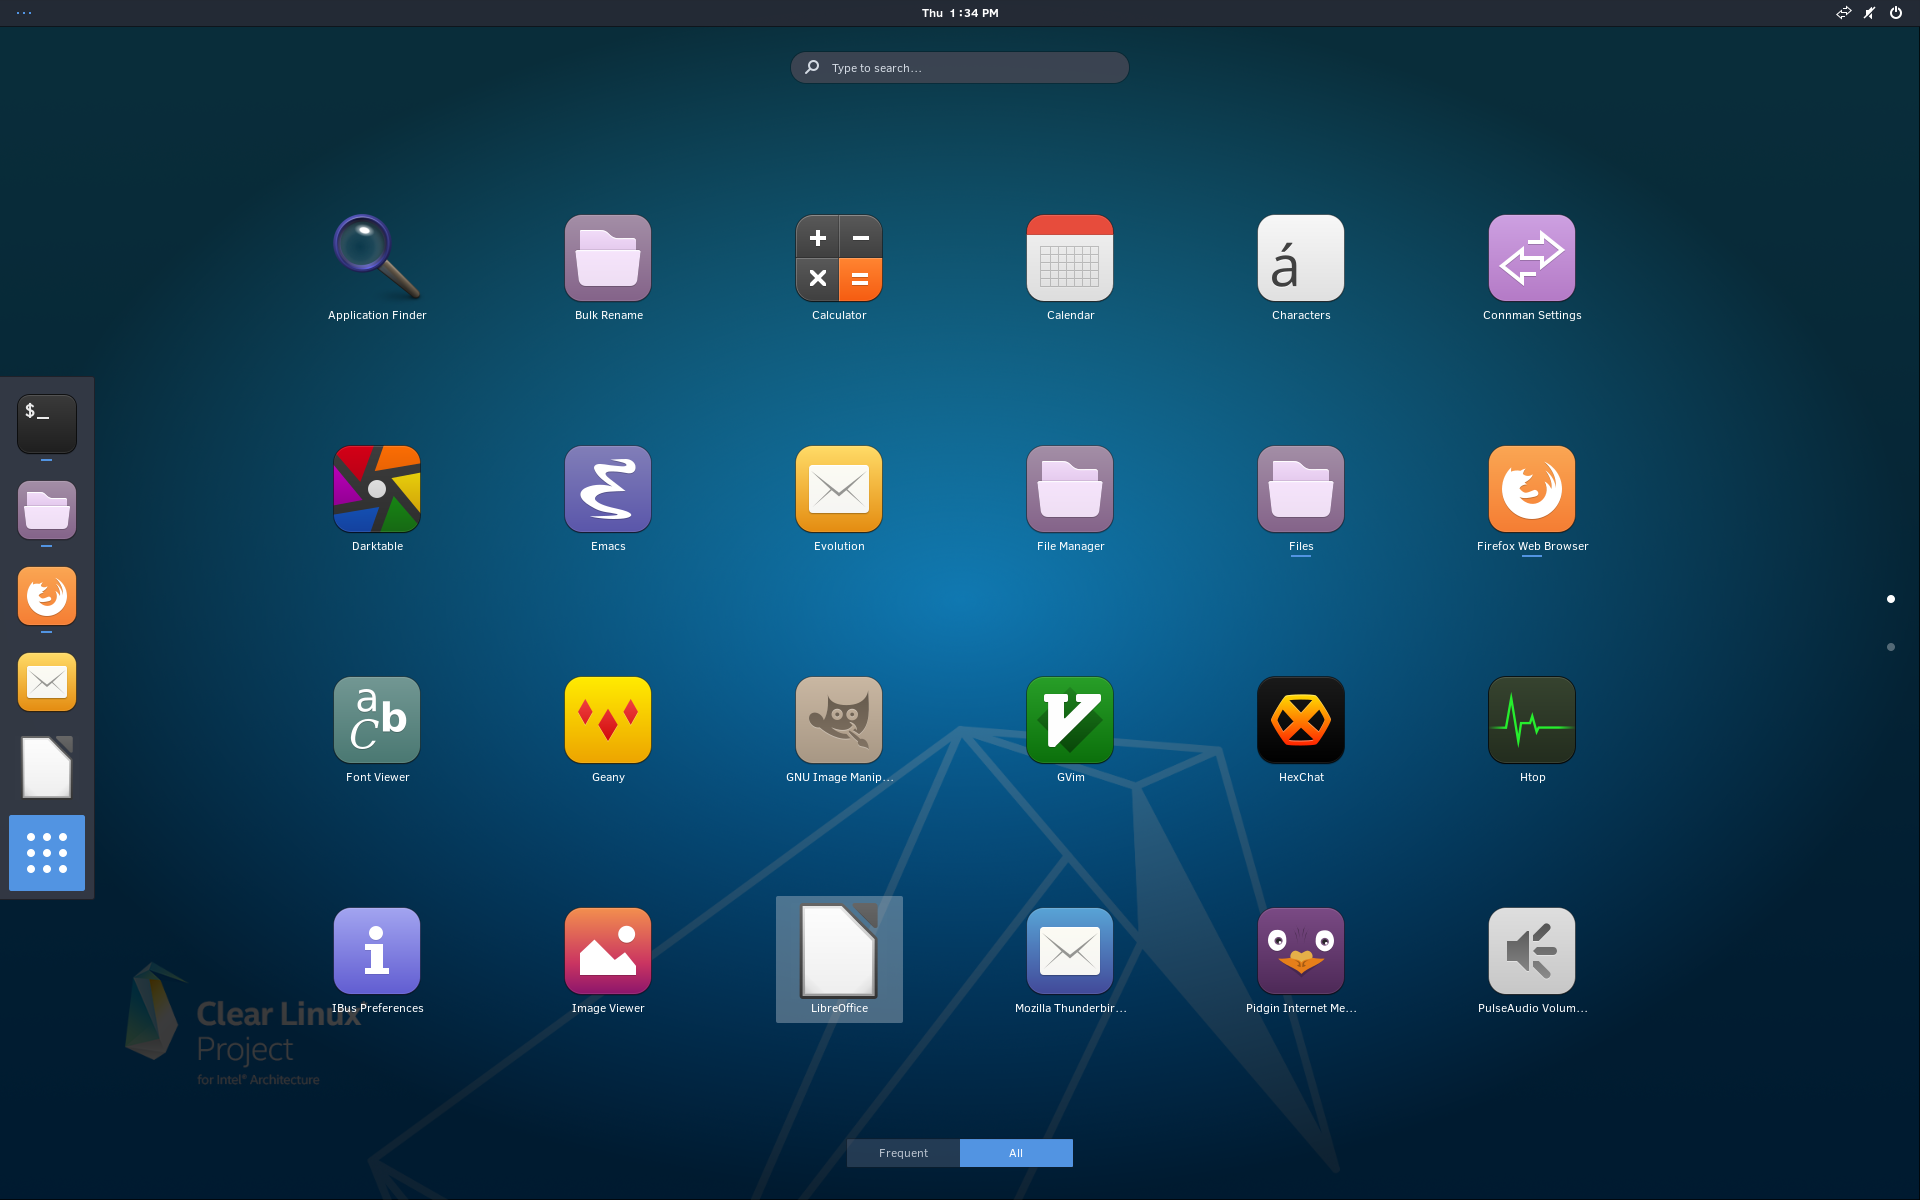 Thu 1:34 PM
Type to search...
Application Finder
Bulk Rename
Calculator
Calendar
á
Characters
Connman Settings
$_
Darktable
Emacs
Evolution
File Manager
Files
Firefox Web Browser
a
b
C
Font Viewer
Geany
GNU Image Manip...
GVim
HexChat
Htop
IBus Preferences
Image Viewer
LibreOffice
Mozilla Thunderbir...
Pidgin Internet Me...
PulseAudio Volum...
Clear Linux*
Project
for Intel® Architecture
Frequent
All